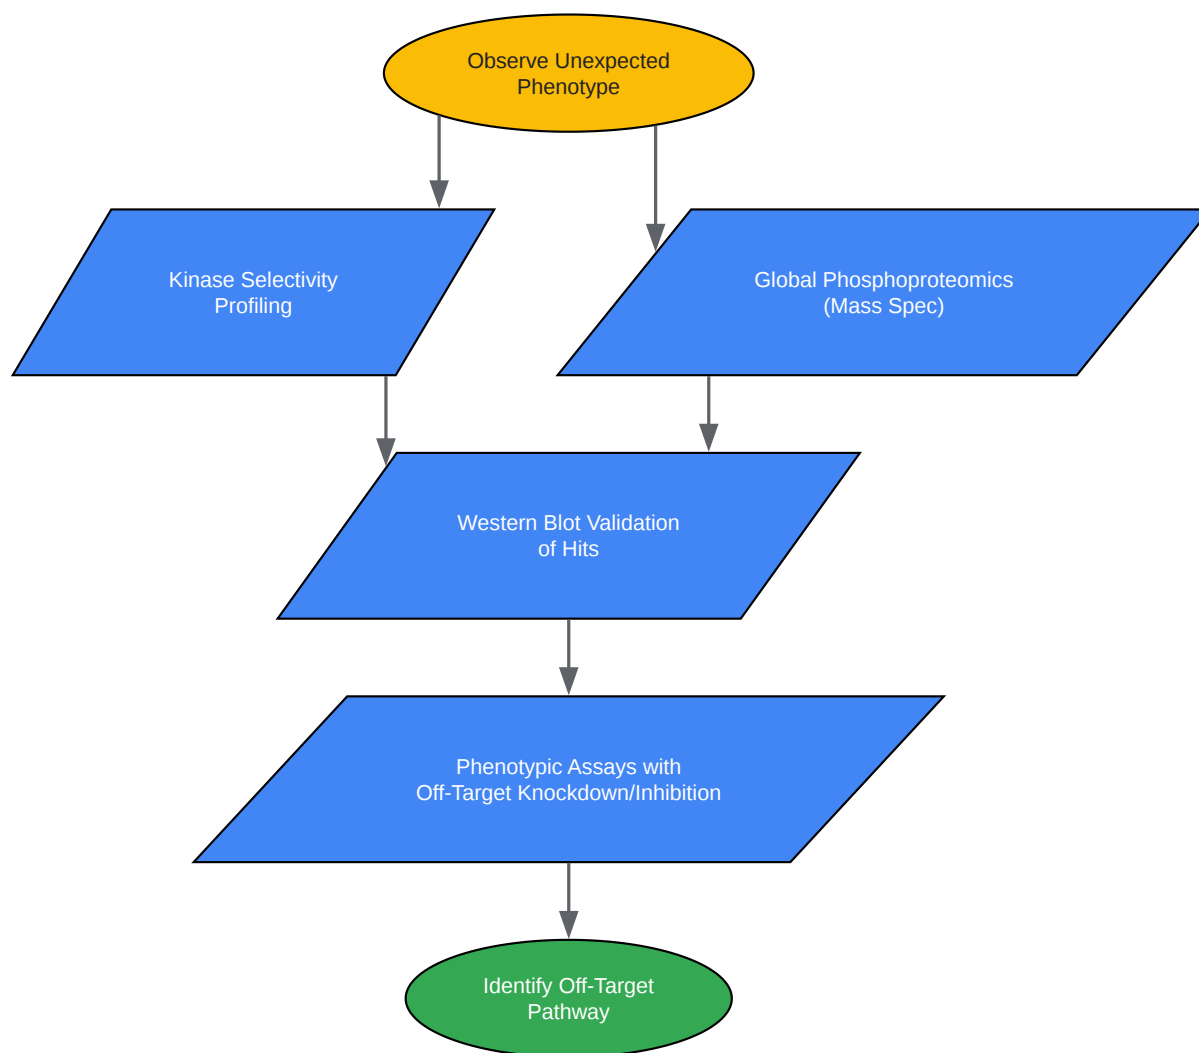 Observe Unexpected
Phenotype
Kinase Selectivity
Profiling
Global Phosphoproteomics
(Mass Spec)
Western Blot Validation
of Hits
Phenotypic Assays with
Off-Target Knockdown/Inhibition
Identify Off-Target
Pathway